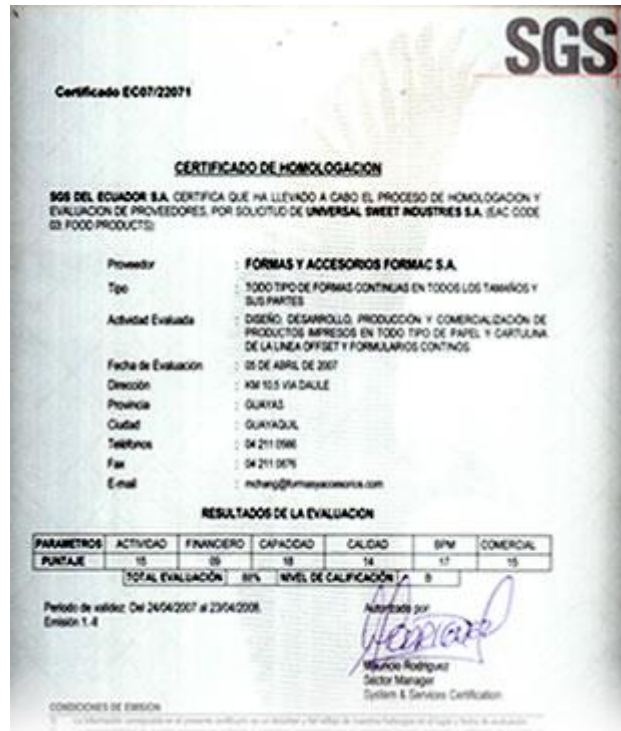 SGS
Certificado EC07/22071
CERTIFICADO DE HOMOLOGACION
SGS DEL ECUADOR S.A. CERTIFICA QUE HA LLEVADO A CABO EL PROCESO DE HOMOLOGACION Y
EVALUACION DE PROVEEDORES, POR SOLICITUD DE UNIVERSAL SWEET INDUSTRIES S.A. (EAC CODE
03: FOOD PRODUCTS):
Proveedor : FORMAS Y ACCESORIOS FORMAC S.A.
Tipo : TODO TIPO DE FORMAS CONTINUAS EN TODOS LOS TAMAÑOS Y
SUS PARTES
Actividad Evaluada : DISEÑO, DESARROLLO, PRODUCCIÓN Y COMERCIALIZACIÓN DE
PRODUCTOS IMPRESOS EN TODO TIPO DE PAPEL Y CARTULINA
DE LA LINEA OFFSET Y FORMULARIOS CONTINOS
Fecha de Evaluación : 05 DE ABRIL DE 2007
Dirección : KM 10.5 VIA DAULE
Provincia : GUAYAS
Ciudad : GUAYAQUIL
Teléfonos : 04 211 0566
Fax : 04 211 0676
E-mail : mchang@formasyaccesorios.com
RESULTADOS DE LA EVALUACION
PARAMETROS ACTIVIDAD FINANCIERO CAPACIDAD CALIDAD BPM COMERCIAL
PUNTAJE 15 09 18 14 17 15
TOTAL EVALUACIÓN 88% NIVEL DE CALIFICACIÓN B
Periodo de validez: Del 24/04/2007 al 23/04/2008. Autorizado por
Emisión 1.
Mauricio Rodriguez
Sector Manager
System & Services Certification
CONDICIONES DE EMISION